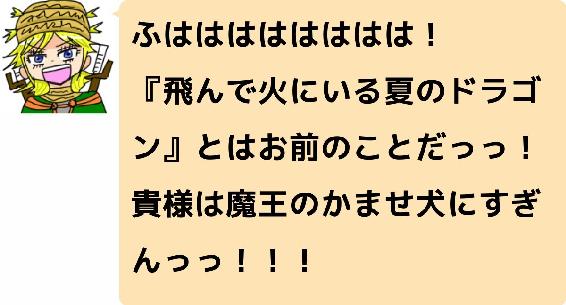 ふはははははははは！
『飛んで火にいる夏のドラゴ
ン』とはお前のことだっっ！
貴様は魔王のかませ犬にすぎ
んっっ！！！